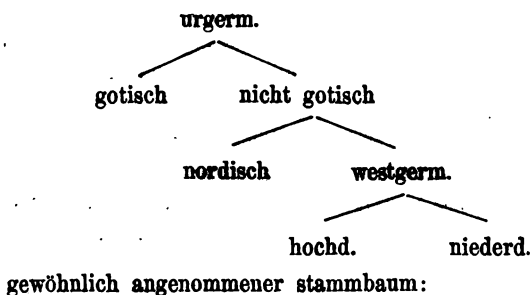 urgerm.
gotisch nicht gotisch
nordisch westgerm.
hochd. niederd.
gewöhnlich angenommener stammbaum: